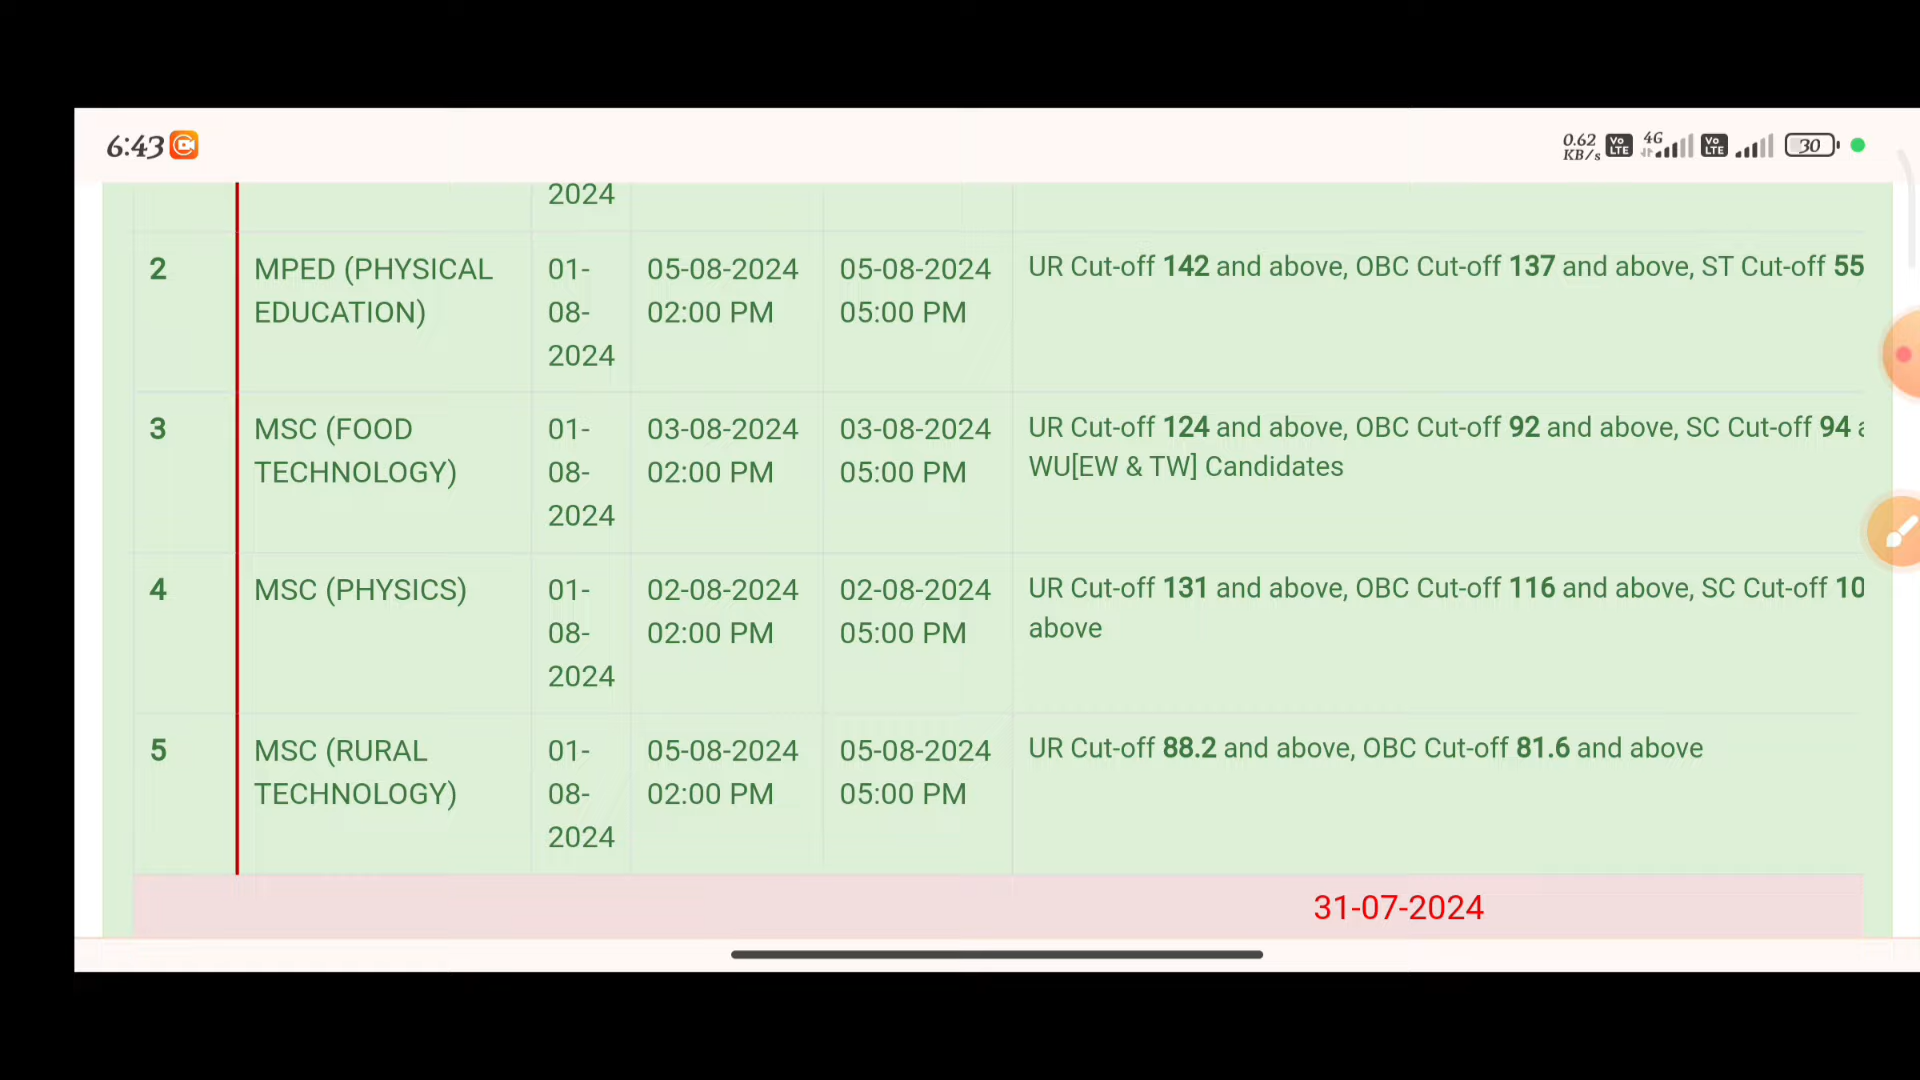 6:43
0.62 KB/s Vo LTE 4G Vo LTE 30
2024
2 MPED (PHYSICAL EDUCATION) 01-08-2024 05-08-2024 02:00 PM 05-08-2024 05:00 PM UR Cut-off 142 and above, OBC Cut-off 137 and above, ST Cut-off 55
3 MSC (FOOD TECHNOLOGY) 01-08-2024 03-08-2024 02:00 PM 03-08-2024 05:00 PM UR Cut-off 124 and above, OBC Cut-off 92 and above, SC Cut-off 94
WU[EW & TW] Candidates
4 MSC (PHYSICS) 01-08-2024 02-08-2024 02:00 PM 02-08-2024 05:00 PM UR Cut-off 131 and above, OBC Cut-off 116 and above, SC Cut-off 10
above
5 MSC (RURAL TECHNOLOGY) 01-08-2024 05-08-2024 02:00 PM 05-08-2024 05:00 PM UR Cut-off 88.2 and above, OBC Cut-off 81.6 and above
31-07-2024